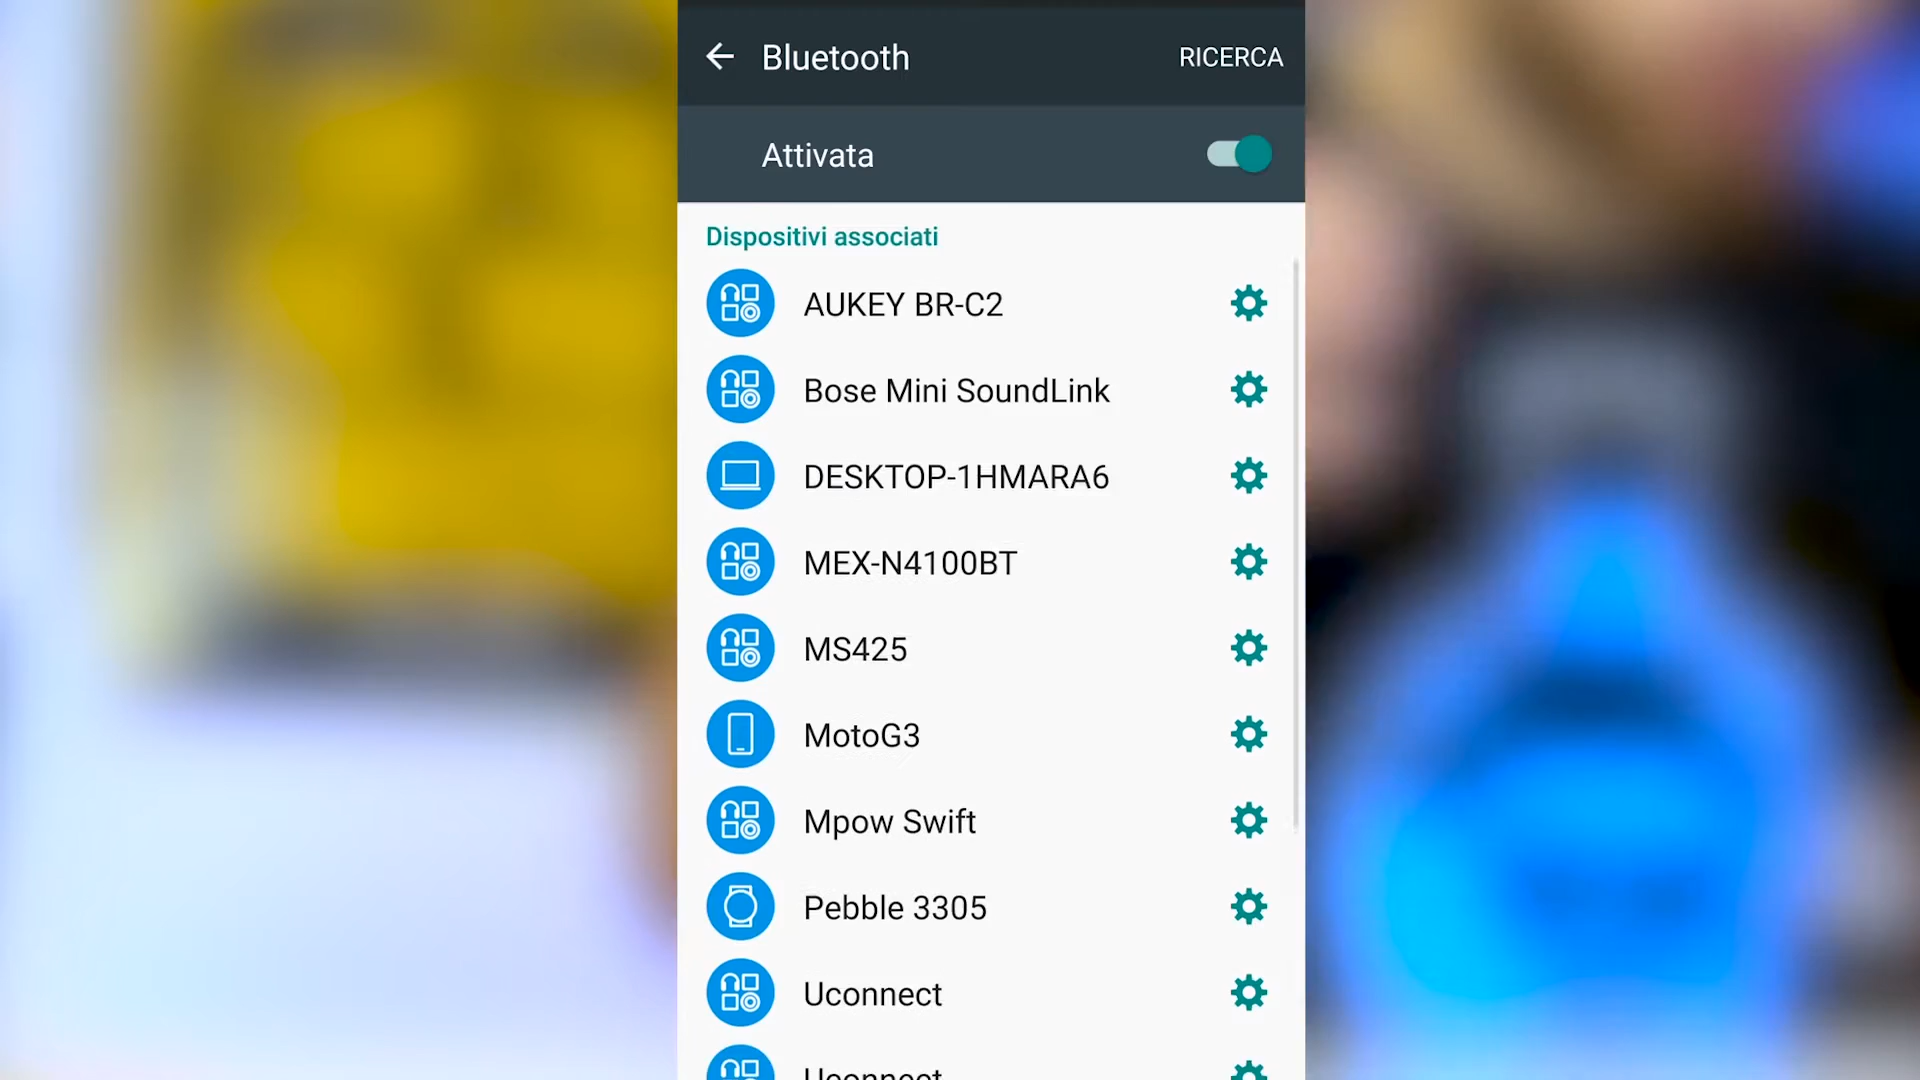 Bluetooth RICERCA
Attivata
Dispositivi associati
AUKEY BR-C2
Bose Mini SoundLink
DESKTOP-1HMARA6
MEX-N4100BT
MS425
MotoG3
Mpow Swift
Pebble 3305
Uconnect
Uconnect